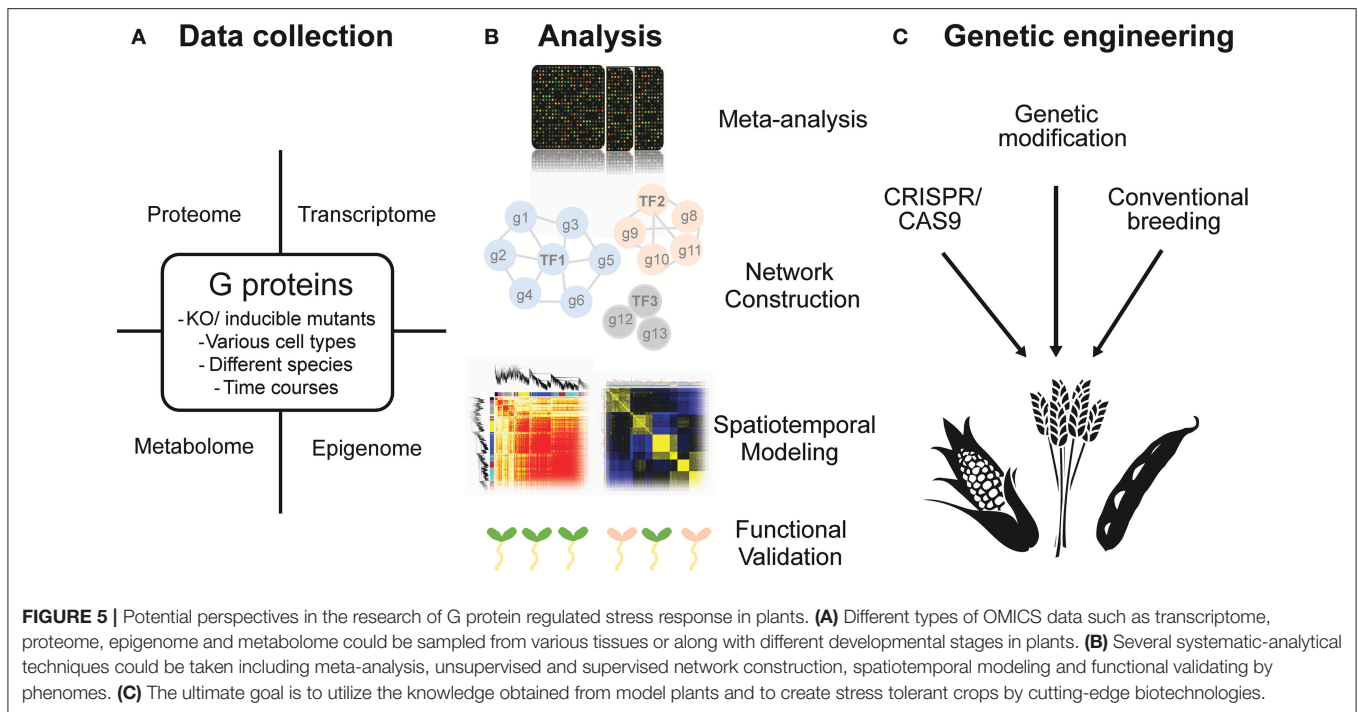 A Data collection
Proteome
Transcriptome
G proteins
-KO/ inducible mutants
-Various cell types
- Different species
- Time courses
Metabolome
Epigenome
B Analysis
Meta-analysis
g1
g2
g3
TF1
g4
g5
g6
TF2
g8
g9
g10
g11
TF3
g12
g13
Network
Construction
Spatiotemporal
Modeling
Functional
Validation
C Genetic engineering
Genetic
modification
CRISPR/
CAS9
Conventional
breeding
FIGURE 5 | Potential perspectives in the research of G protein regulated stress response in plants. (A) Different types of OMICS data such as transcriptome,
proteome, epigenome and metabolome could be sampled from various tissues or along with different developmental stages in plants. (B) Several systematic-analytical
techniques could be taken including meta-analysis, unsupervised and supervised network construction, spatiotemporal modeling and functional validating by
phenomes. (C) The ultimate goal is to utilize the knowledge obtained from model plants and to create stress tolerant crops by cutting-edge biotechnologies.